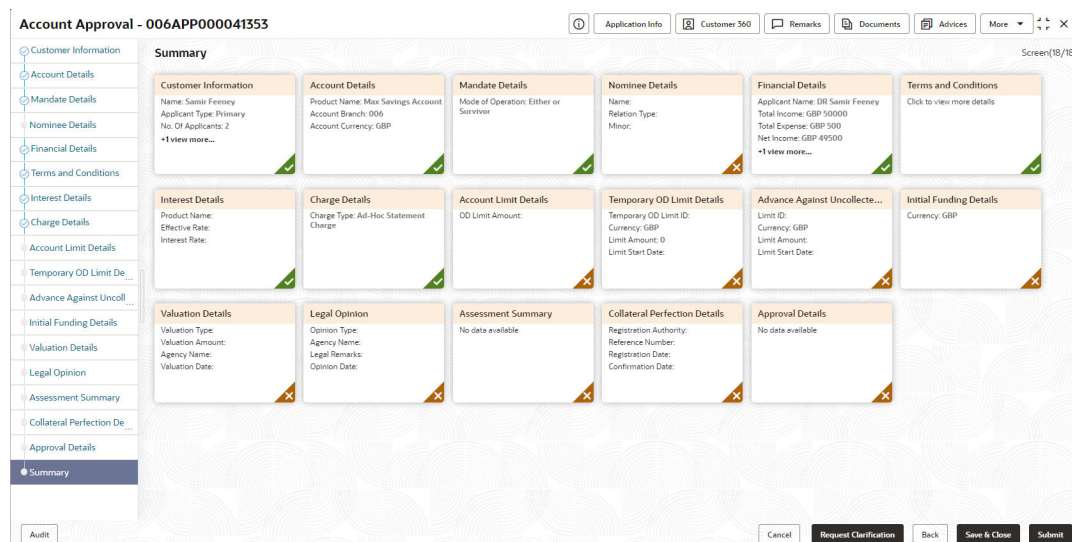 Account Approval - 006APP000041353
Application Info
Customer 360
Remarks
Documents
Advices
More
Customer Information
Account Details
Mandate Details
Nominee Details
Financial Details
Terms and Conditions
Interest Details
Charge Details
Account Limit Details
Temporary OD Limit De...
Advance Against Uncoll...
Initial Funding Details
Valuation Details
Legal Opinion
Assessment Summary
Collateral Perfection De...
Approval Details
Summary
Summary
Screen(18/18
Customer Information
Name: Samir Feeney
Applicant Type: Primary
No. Of Applicants: 2
+1 view more...
Account Details
Product Name: Max Savings Account
Account Branch: 006
Account Currency: GBP
Mandate Details
Mode of Operation: Either or
Survivor
Nominee Details
Name:
Relation Type:
Minor:
Financial Details
Applicant Name: DR Samir Feeney
Total Income: GBP 50000
Total Expense: GBP 500
Net Income: GBP 49500
+1 view more...
Terms and Conditions
Click to view more details
Interest Details
Product Name:
Effective Rate:
Interest Rate:
Charge Details
Charge Type: Ad-Hoc Statement
Charge
Account Limit Details
OD Limit Amount:
Temporary OD Limit Details
Temporary OD Limit ID:
Currency: GBP
Limit Amount: 0
Limit Start Date:
Advance Against Uncollecte...
Limit ID:
Currency: GBP
Limit Amount:
Limit Start Date:
Initial Funding Details
Currency: GBP
Valuation Details
Valuation Type:
Valuation Amount:
Agency Name:
Valuation Date:
Legal Opinion
Opinion Type:
Agency Name:
Legal Remarks:
Opinion Date:
Assessment Summary
No data available
Collateral Perfection Details
Registration Authority:
Reference Number:
Registration Date:
Confirmation Date:
Approval Details
No data available
Audit
Cancel
Request Clarification
Back
Save & Close
Submit